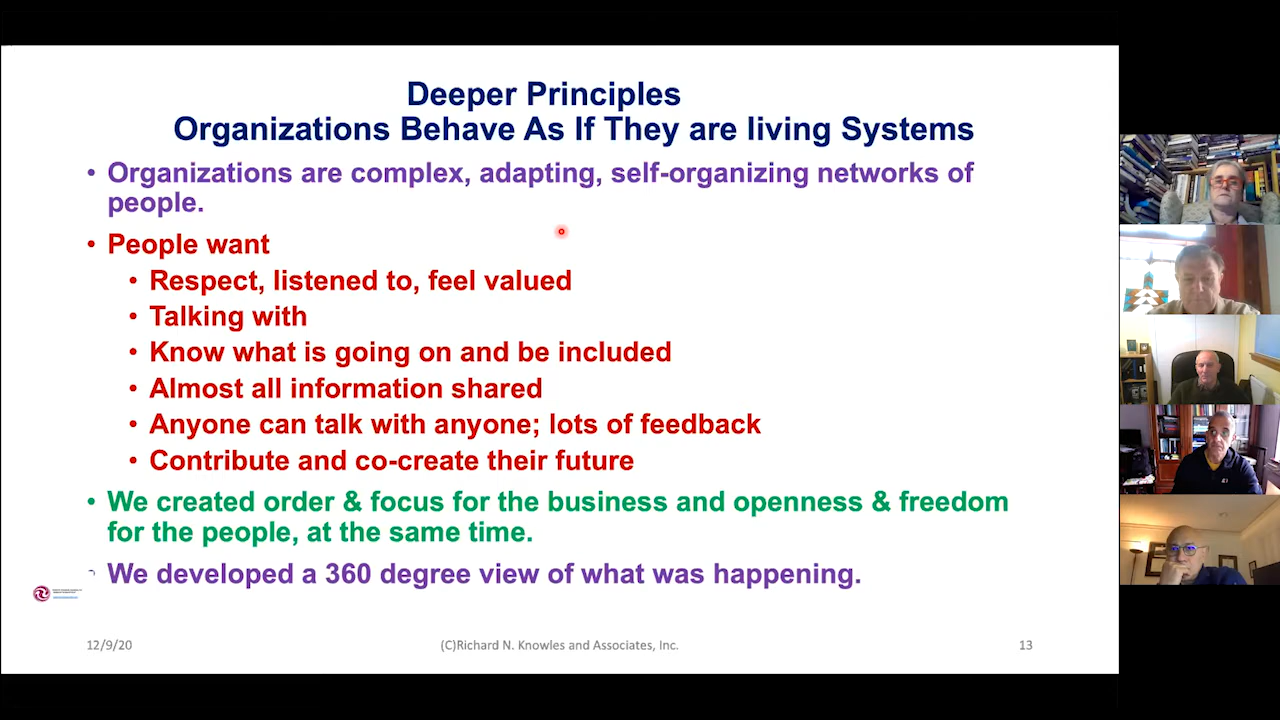 Deeper Principles
Organizations Behave As If They are living Systems
• Organizations are complex, adapting, self-organizing networks of
people.
• People want
• Respect, listened to, feel valued
• Talking with
• Know what is going on and be included
• Almost all information shared
• Anyone can talk with anyone; lots of feedback
• Contribute and co-create their future
• We created order & focus for the business and openness & freedom
for the people, at the same time.
We developed a 360 degree view of what was happening.
12/9/20
(C)Richard N. Knowles and Associates, Inc.
13